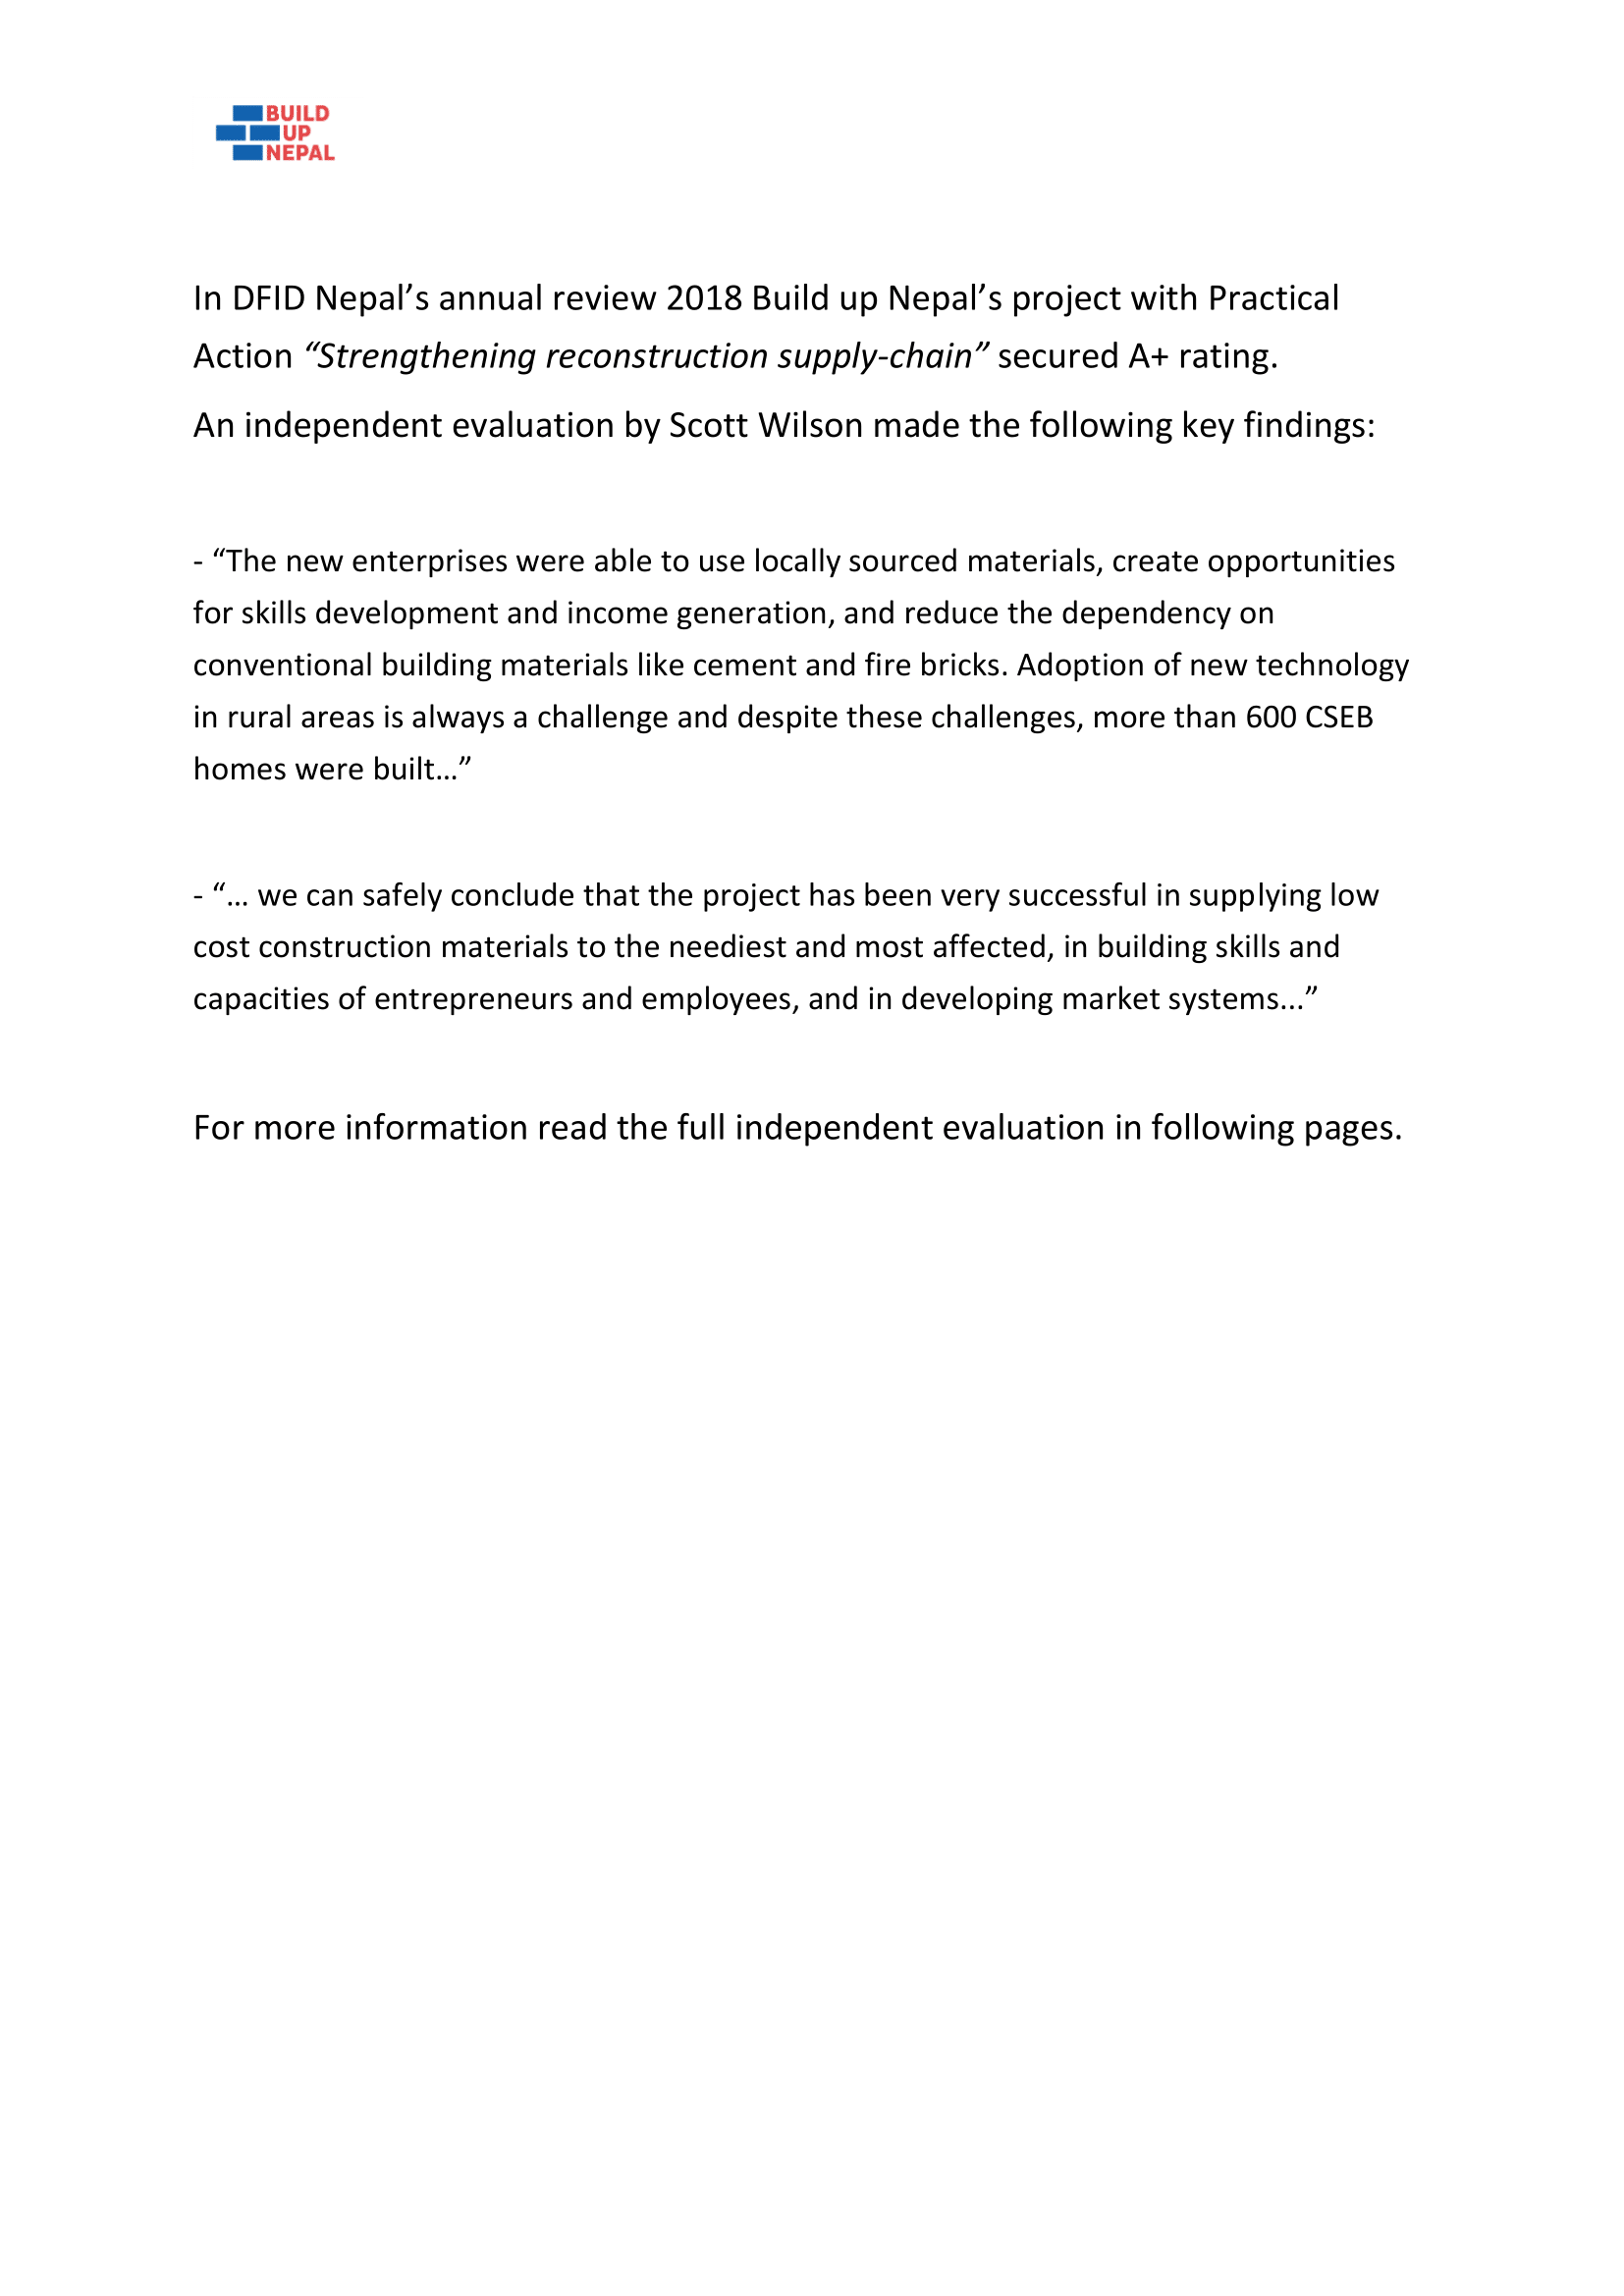 BUILD
UP
NEPAL
In DFID Nepal’s annual review 2018 Build up Nepal’s project with Practical
Action “Strengthening reconstruction supply-chain” secured A+ rating.
An independent evaluation by Scott Wilson made the following key findings:
- “The new enterprises were able to use locally sourced materials, create opportunities
for skills development and income generation, and reduce the dependency on
conventional building materials like cement and fire bricks. Adoption of new technology
in rural areas is always a challenge and despite these challenges, more than 600 CSEB
homes were built…”
- “… we can safely conclude that the project has been very successful in supplying low
cost construction materials to the neediest and most affected, in building skills and
capacities of entrepreneurs and employees, and in developing market systems...”
For more information read the full independent evaluation in following pages.